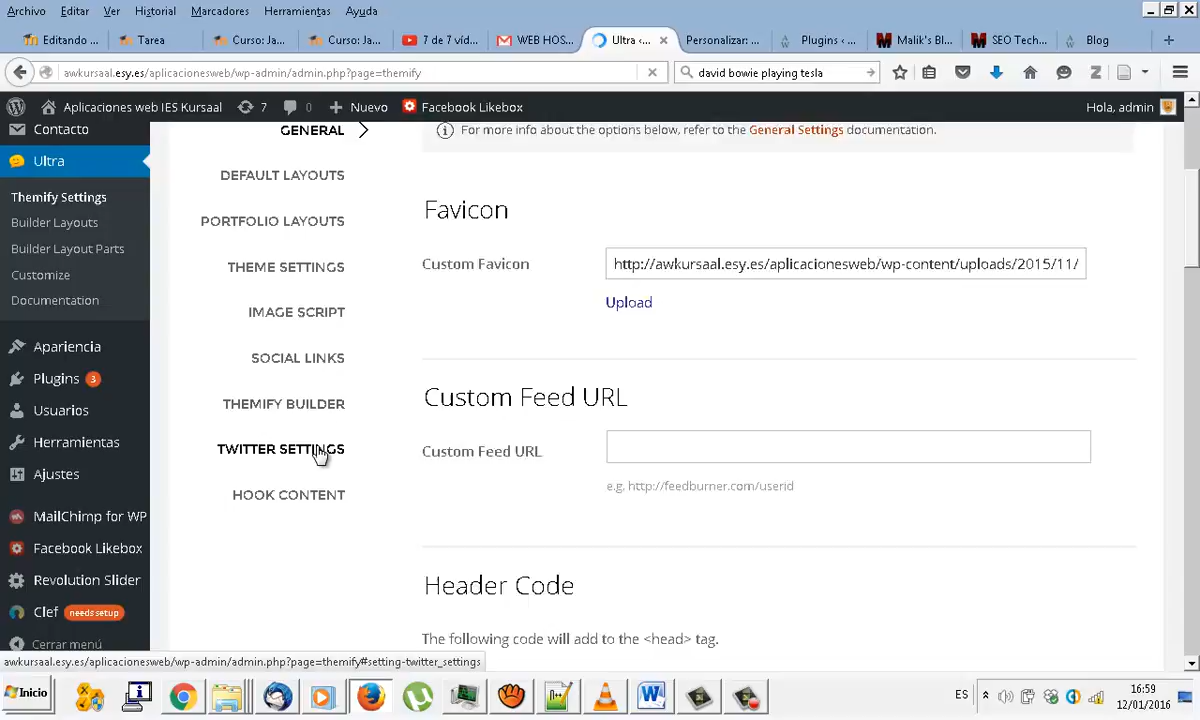 Archivo Editar Ver Historial Marcadores Herramientas Ayuda
Editando ... Tarea Curso: Ja... Curso: Ja... 7 de 7 víd... WEB HOS... Ultra ‹... Personalizar: ... Plugins ‹ ... Malik's Bl... SEO Tech... Blog
awkursaal.esy.es/aplicacionesweb/wp-admin/admin.php?page=themify david bowie playing tesla
Aplicaciones web IES Kursaal 7 0 Nuevo Facebook Likebox Hola, admin
Contacto
Ultra
Themify Settings
Builder Layouts
Builder Layout Parts
Customize
Documentation
Apariencia
Plugins 3
Usuarios
Herramientas
Ajustes
MailChimp for WP
Facebook Likebox
Revolution Slider
Clef needs setup
Cerrar menú
GENERAL
DEFAULT LAYOUTS
PORTFOLIO LAYOUTS
THEME SETTINGS
IMAGE SCRIPT
SOCIAL LINKS
THEMIFY BUILDER
TWITTER SETTINGS
HOOK CONTENT
For more info about the options below, refer to the General Settings documentation.
Favicon
Custom Favicon http://awkursaal.esy.es/aplicacionesweb/wp-content/uploads/2015/11/
Upload
Custom Feed URL
Custom Feed URL
e.g. http://feedburner.com/userid
Header Code
The following code will add to the <head> tag.
awkursaal.esy.es/aplicacionesweb/wp-admin/admin.php?page=themify#setting-twitter_settings
Inicio ES 16:59
12/01/2016